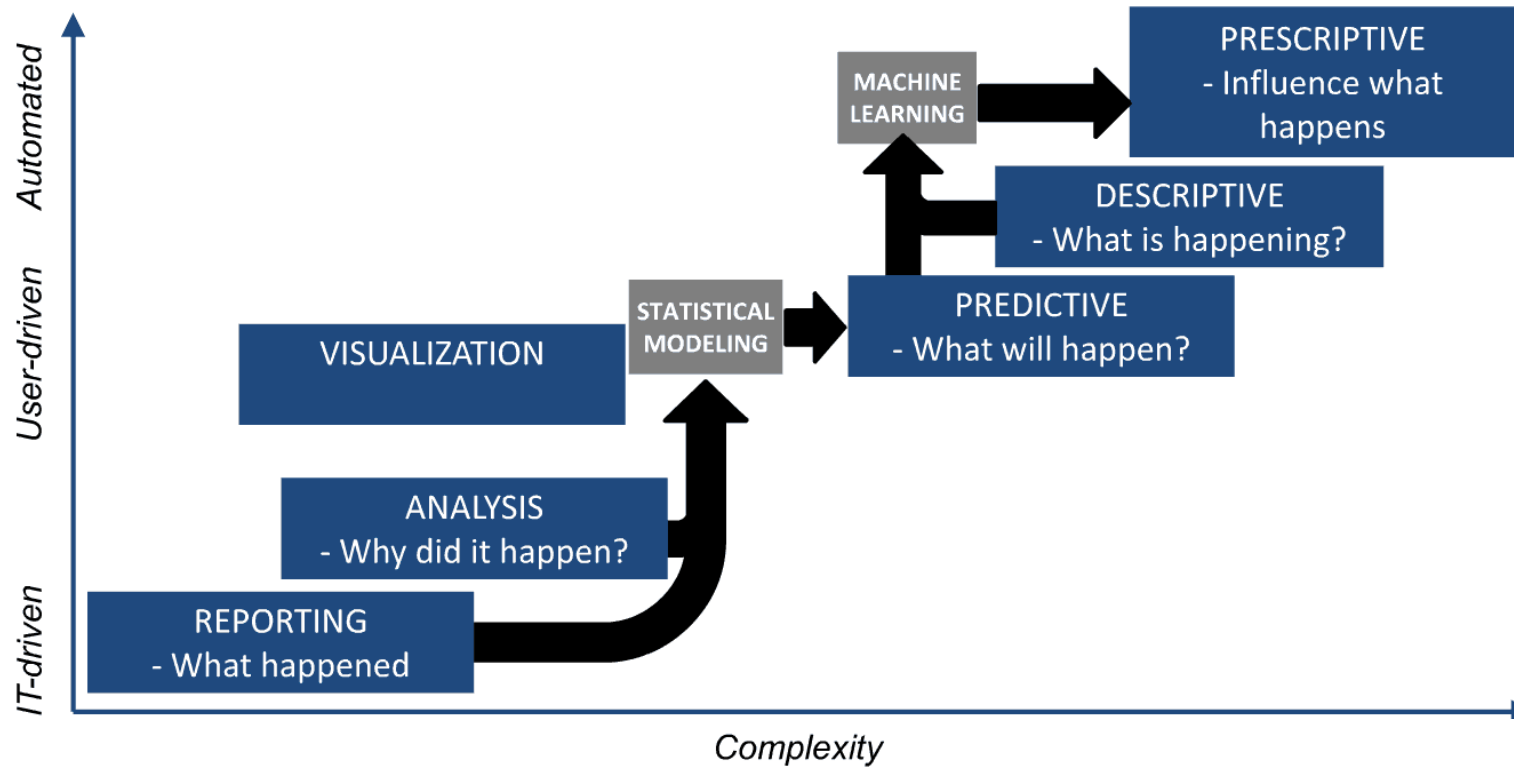 PRESCRIPTIVE
- Influence what
happens
MACHINE
LEARNING
DESCRIPTIVE
- What is happening?
PREDICTIVE
- What will happen?
STATISTICAL
MODELING
VISUALIZATION
ANALYSIS
- Why did it happen?
REPORTING
- What happened
Automated
User-driven
IT-driven
Complexity